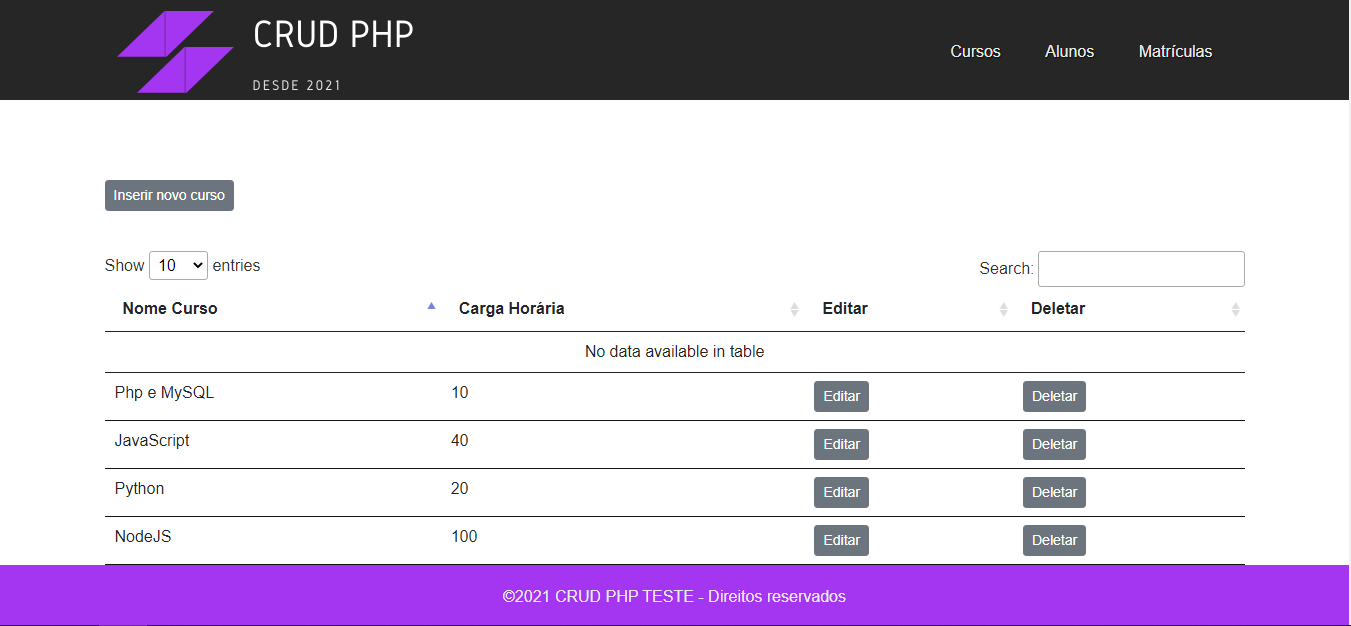 CRUD PHP
DESDE 2021
Cursos Alunos Matrículas
Inserir novo curso
Show 10 entries Search:
Nome Curso Carga Horária Editar Deletar
No data available in table
Php e MySQL 10 Editar Deletar
JavaScript 40 Editar Deletar
Python 20 Editar Deletar
NodeJS 100 Editar Deletar
©2021 CRUD PHP TESTE - Direitos reservados